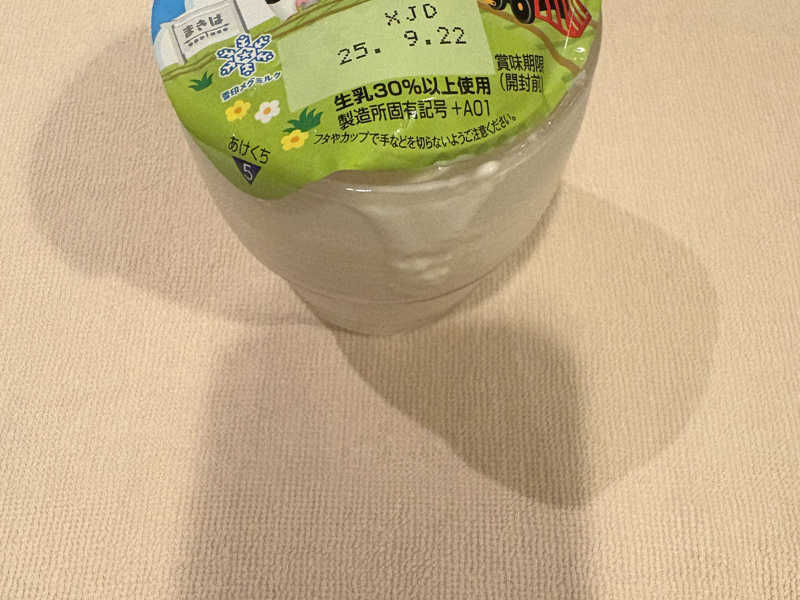 まきば
XJD
25. 9.22
雪印メグミルク
賞味期限
(開封前)
生乳30%以上使用
製造所固有記号 +A01
フタやカップで手などを切らないようご注意ください。
あけくち
5